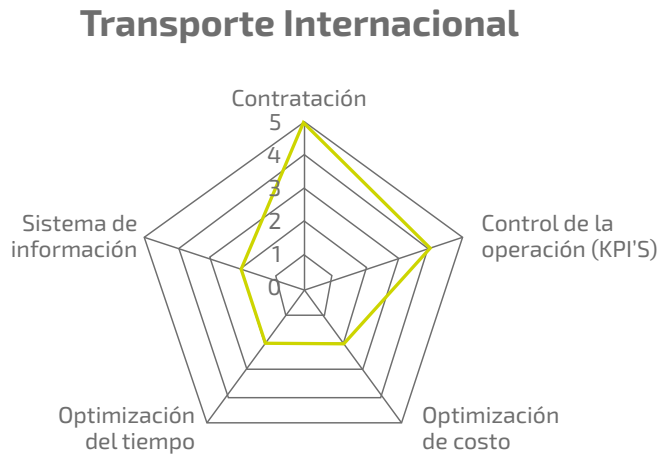 Transporte Internacional
Contratación
5
4
3
2
1
0
Control de la
operación (KPI'S)
Sistema de
información
Optimización
del tiempo
Optimización
de costo